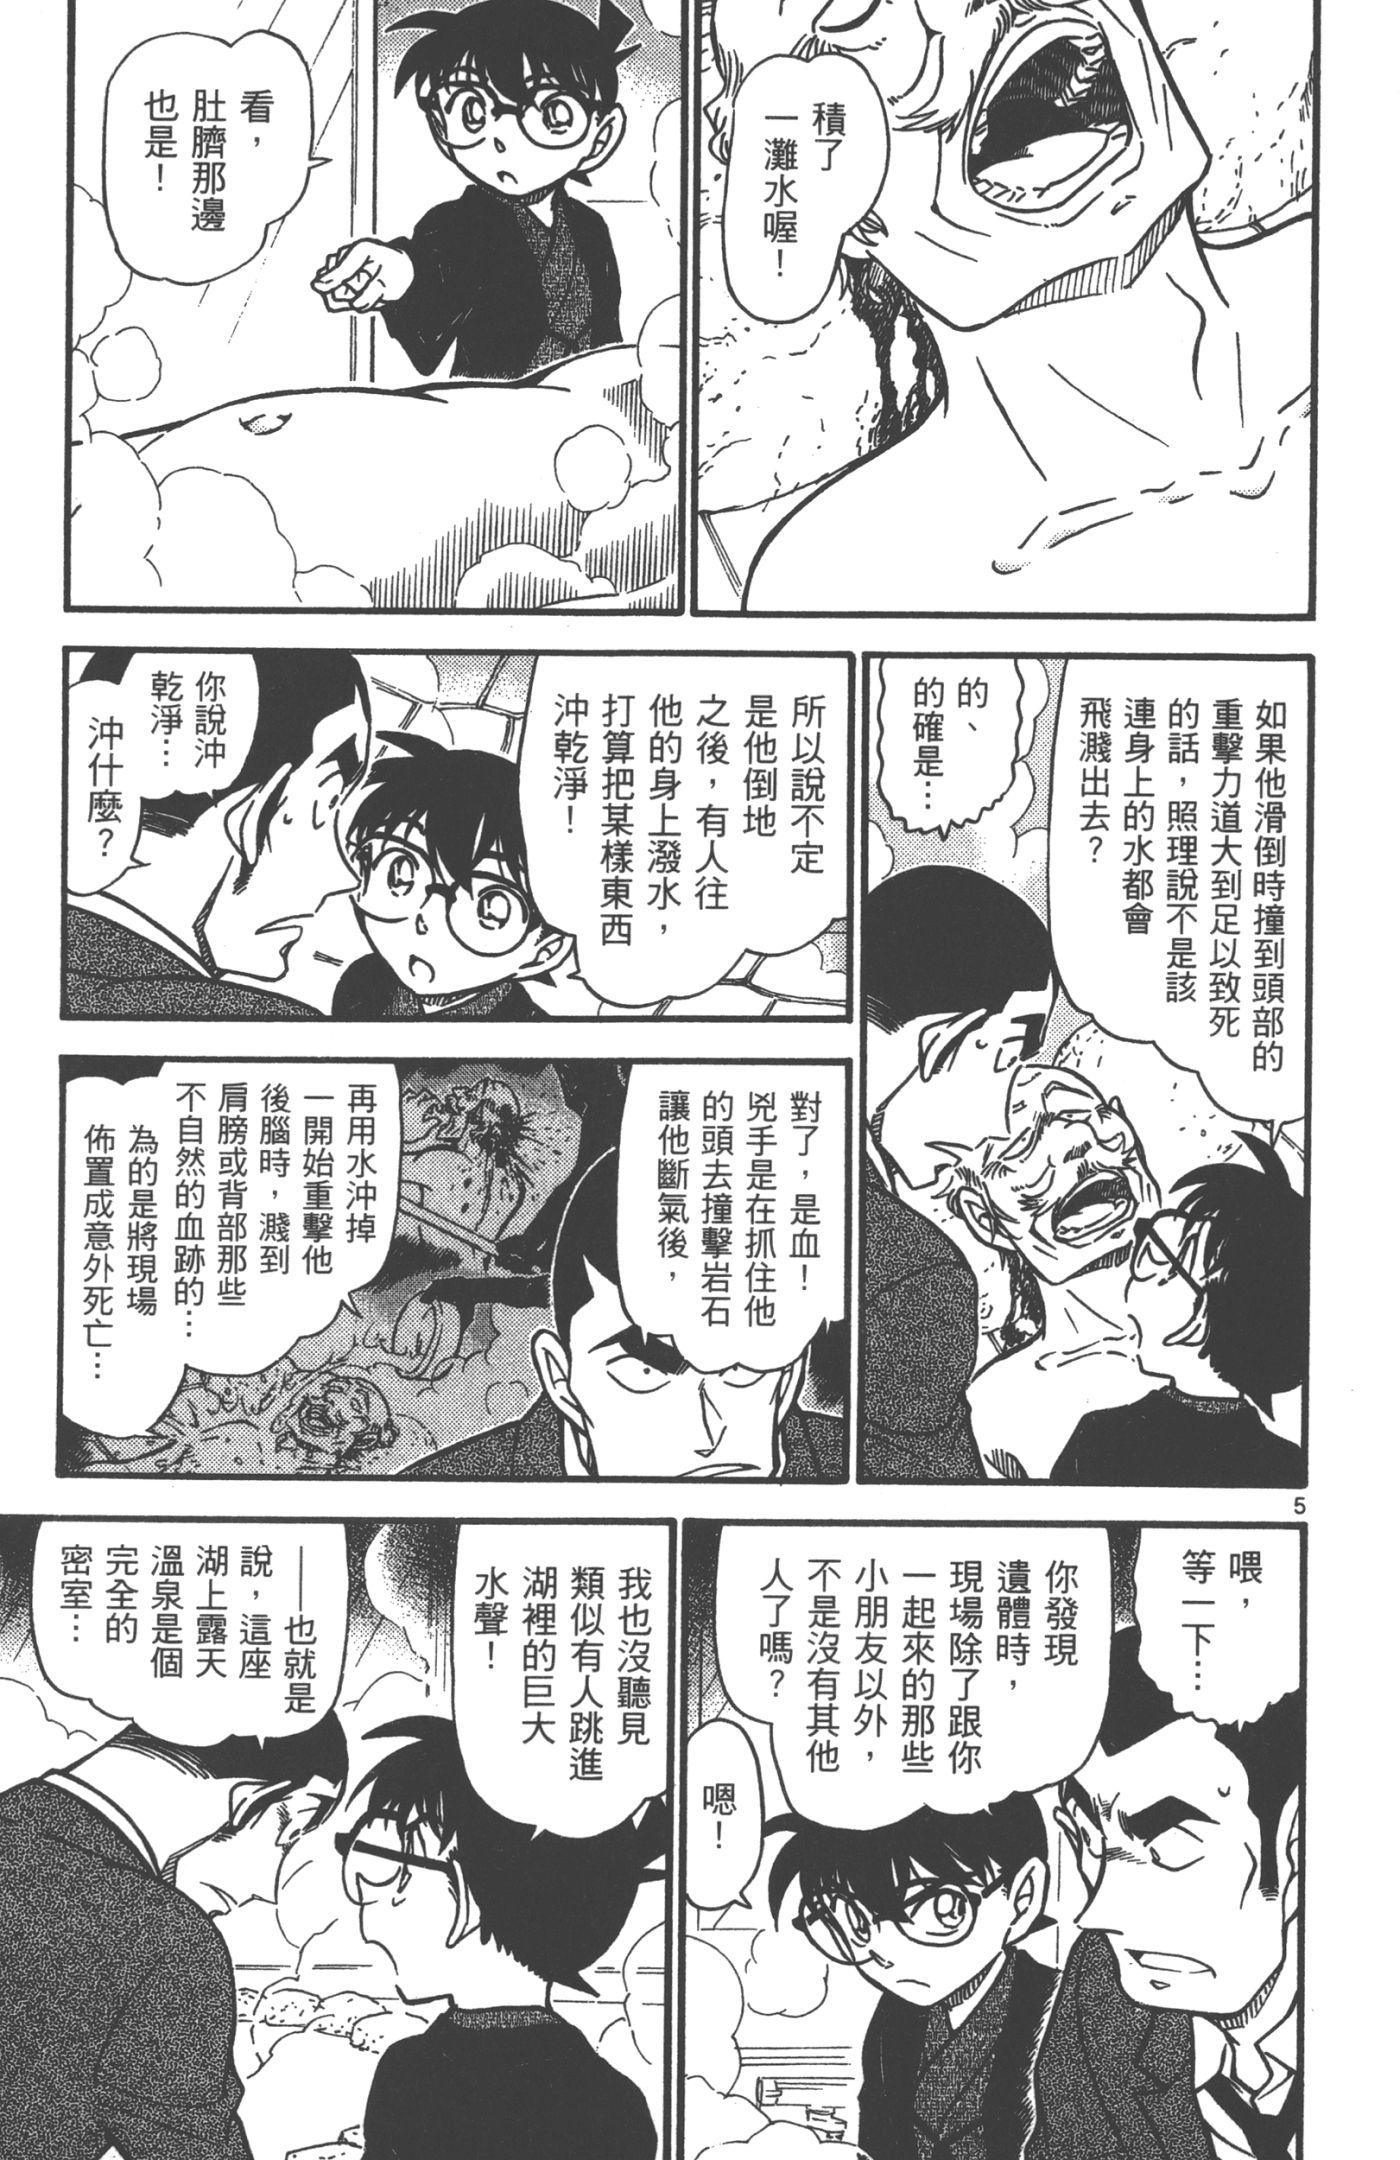 積了
一灘水喔！
看，
肚臍那邊
也是！
如果他滑倒時撞到頭部的
重擊力道大到足以致死
的話，照理說不是該
連身上的水都會
飛濺出去？
的、
的確是…
所以說不定
是他倒地
之後，有人往
他的身上潑水，
打算把某樣東西
沖乾淨！
你說沖
乾淨…
沖什麼？
對了，是血！
兇手是在抓住他
的頭去撞擊岩石
讓他斷氣後，
再用水沖掉
一開始重擊他
後腦時，濺到
肩膀或背部那些
不自然的血跡的…
為的是將現場
佈置成意外死亡…
5
喂，
等一下…
你發現
遺體時，
現場除了跟你
一起來的那些
小朋友以外，
不是沒有其他
人了嗎？
嗯！
我也沒聽見
類似有人跳進
湖裡的巨大
水聲！
──也就是
說，這座
湖上露天
溫泉是個
完全的
密室…